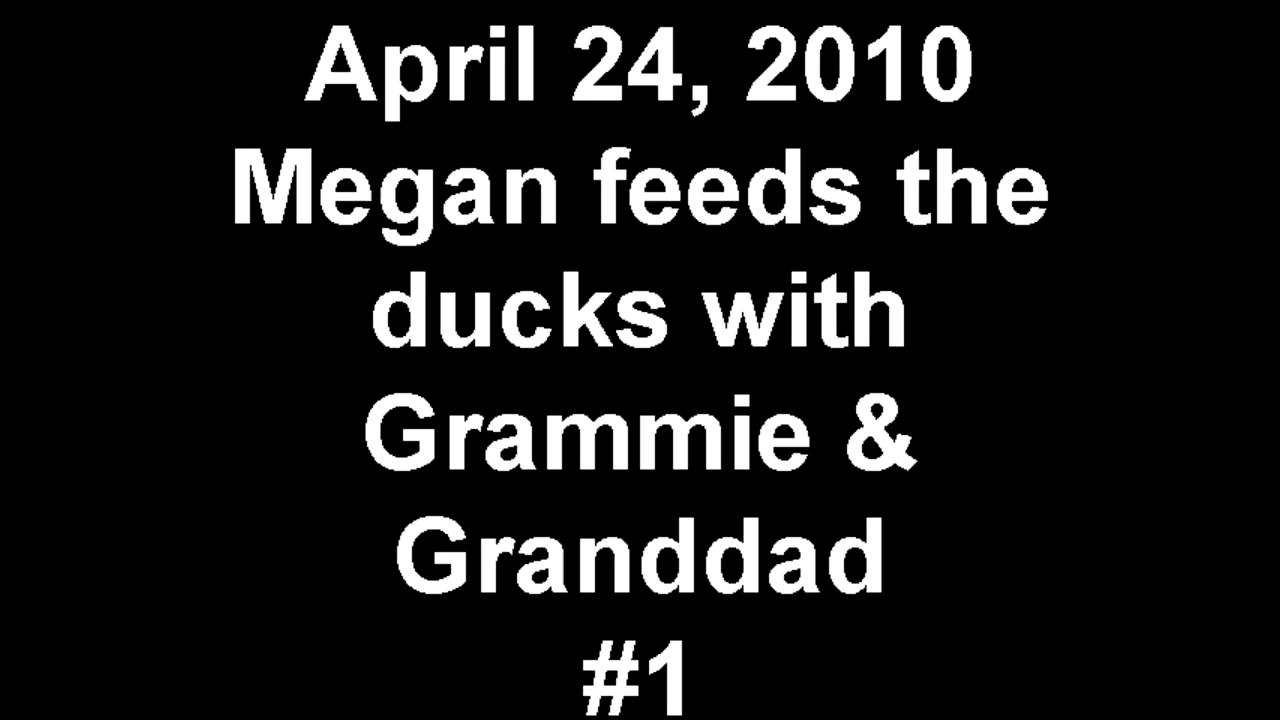 April 24, 2010
Megan feeds the
ducks with
Grammie &
Granddad
#1